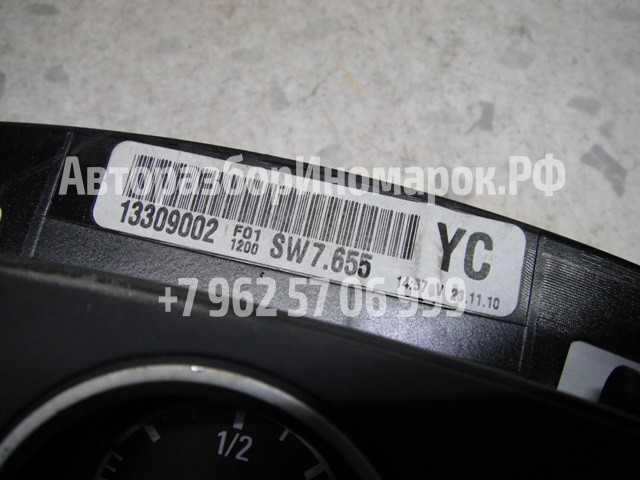 АвторазборИномарок.РФ
13309002 F01 1200 SW7.655 YC
+7 962 57 06 999
1/2